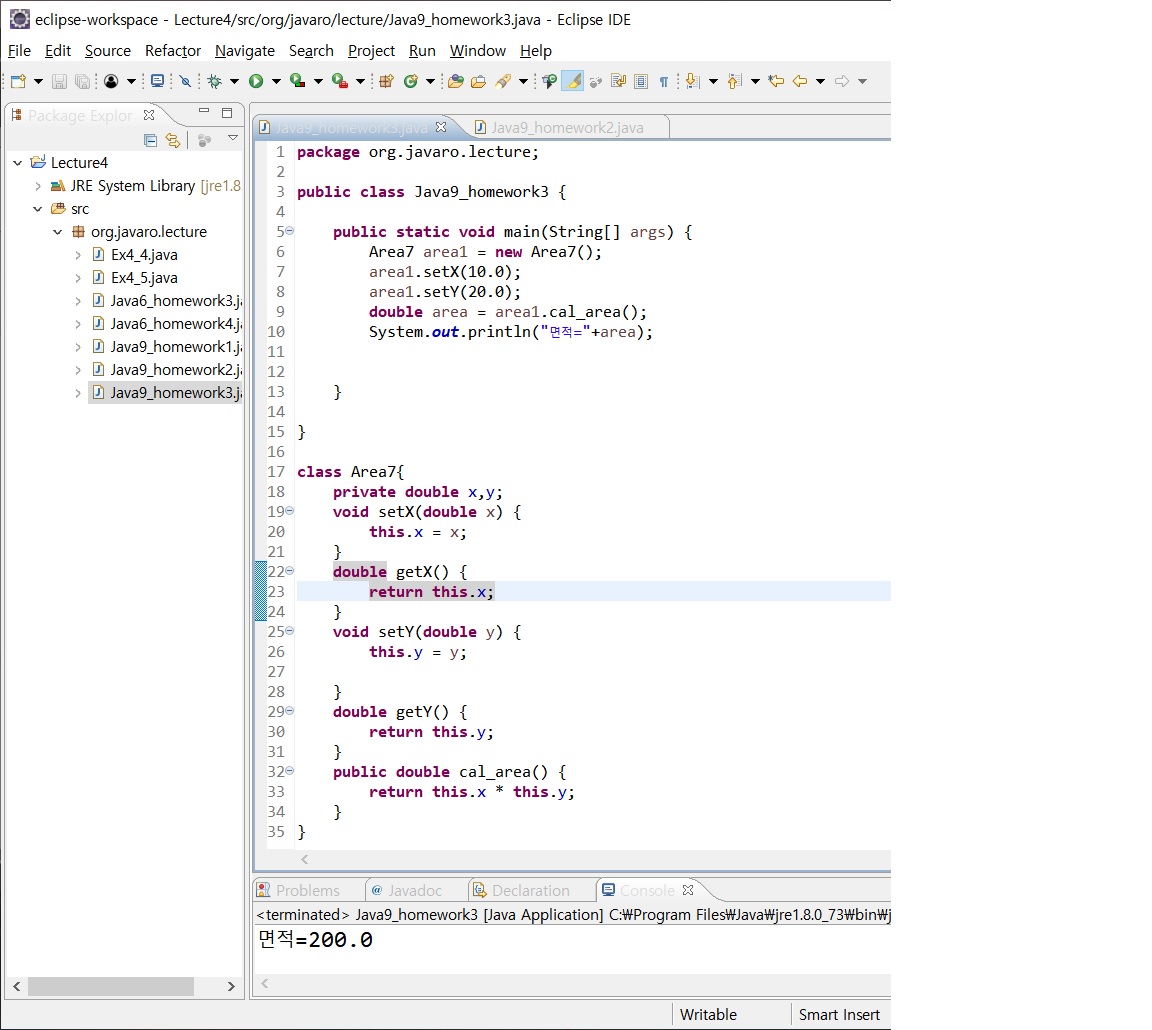 eclipse-workspace - Lecture4/src/org/javaro/lecture/Java9_homework3.java - Eclipse IDE
File Edit Source Refactor Navigate Search Project Run Window Help
Package Explor
Lecture4
JRE System Library [jre1.8
src
org.javaro.lecture
Ex4_4.java
Ex4_5.java
Java6_homework3.ja
Java6_homework4.ja
Java9_homework1.ja
Java9_homework2.ja
Java9_homework3.ja
Java9_homework3.java Java9_homework2.java
1 package org.javaro.lecture;
2
3 public class Java9_homework3 {
4
5 public static void main(String[] args) {
6 Area7 area1 = new Area7();
7 area1.setX(10.0);
8 area1.setY(20.0);
9 double area = area1.cal_area();
10 System.out.println("면적="+area);
11
12
13 }
14
15 }
16
17 class Area7{
18 private double x,y;
19 void setX(double x) {
20 this.x = x;
21 }
22 double getX() {
23 return this.x;
24 }
25 void setY(double y) {
26 this.y = y;
27
28 }
29 double getY() {
30 return this.y;
31 }
32 public double cal_area() {
33 return this.x * this.y;
34 }
35 }
Problems Javadoc Declaration Console
<terminated> Java9_homework3 [Java Application] C:₩Program Files₩Java₩jre1.8.0_73₩bin₩j
면적=200.0
Writable Smart Insert